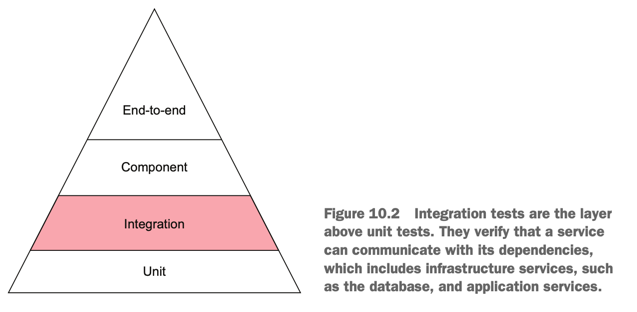 End-to-end
Component
Integration
Unit
Figure 10.2 Integration tests are the layer
above unit tests. They verify that a service
can communicate with its dependencies,
which includes infrastructure services, such
as the database, and application services.